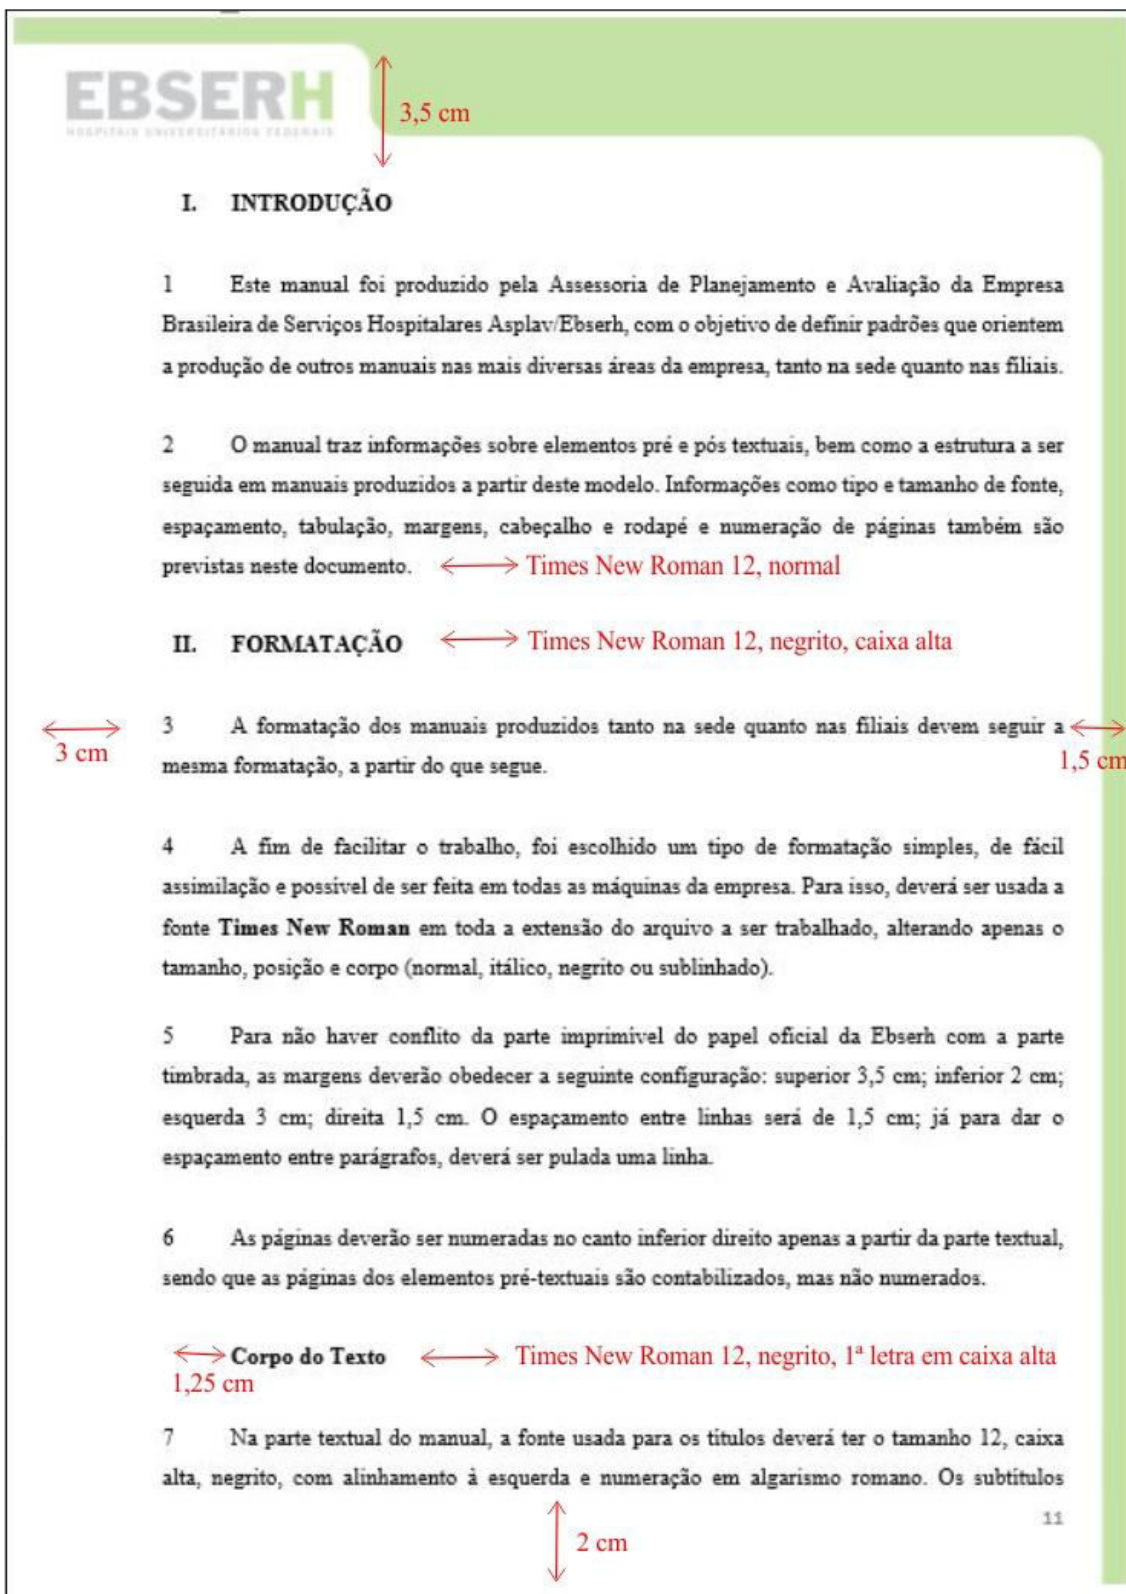 EBSERH
HOSPITAIS UNIVERSITÁRIOS FEDERAIS
3,5 cm
I. INTRODUÇÃO
1 Este manual foi produzido pela Assessoria de Planejamento e Avaliação da Empresa
Brasileira de Serviços Hospitalares Asplav/Ebserh, com o objetivo de definir padrões que orientem
a produção de outros manuais nas mais diversas áreas da empresa, tanto na sede quanto nas filiais.
2 O manual traz informações sobre elementos pré e pós textuais, bem como a estrutura a ser
seguida em manuais produzidos a partir deste modelo. Informações como tipo e tamanho de fonte,
espaçamento, tabulação, margens, cabeçalho e rodapé e numeração de páginas também são
previstas neste documento. Times New Roman 12, normal
II. FORMATAÇÃO Times New Roman 12, negrito, caixa alta
3 A formatação dos manuais produzidos tanto na sede quanto nas filiais devem seguir a
3 cm mesma formatação, a partir do que segue. 1,5 cm
4 A fim de facilitar o trabalho, foi escolhido um tipo de formatação simples, de fácil
assimilação e possível de ser feita em todas as máquinas da empresa. Para isso, deverá ser usada a
fonte Times New Roman em toda a extensão do arquivo a ser trabalhado, alterando apenas o
tamanho, posição e corpo (normal, itálico, negrito ou sublinhado).
5 Para não haver conflito da parte imprimível do papel oficial da Ebserh com a parte
timbrada, as margens deverão obedecer a seguinte configuração: superior 3,5 cm; inferior 2 cm;
esquerda 3 cm; direita 1,5 cm. O espaçamento entre linhas será de 1,5 cm; já para dar o
espaçamento entre parágrafos, deverá ser pulada uma linha.
6 As páginas deverão ser numeradas no canto inferior direito apenas a partir da parte textual,
sendo que as páginas dos elementos pré-textuais são contabilizados, mas não numerados.
Corpo do Texto Times New Roman 12, negrito, 1ª letra em caixa alta
1,25 cm
7 Na parte textual do manual, a fonte usada para os títulos deverá ter o tamanho 12, caixa
alta, negrito, com alinhamento à esquerda e numeração em algarismo romano. Os subtítulos
11
2 cm